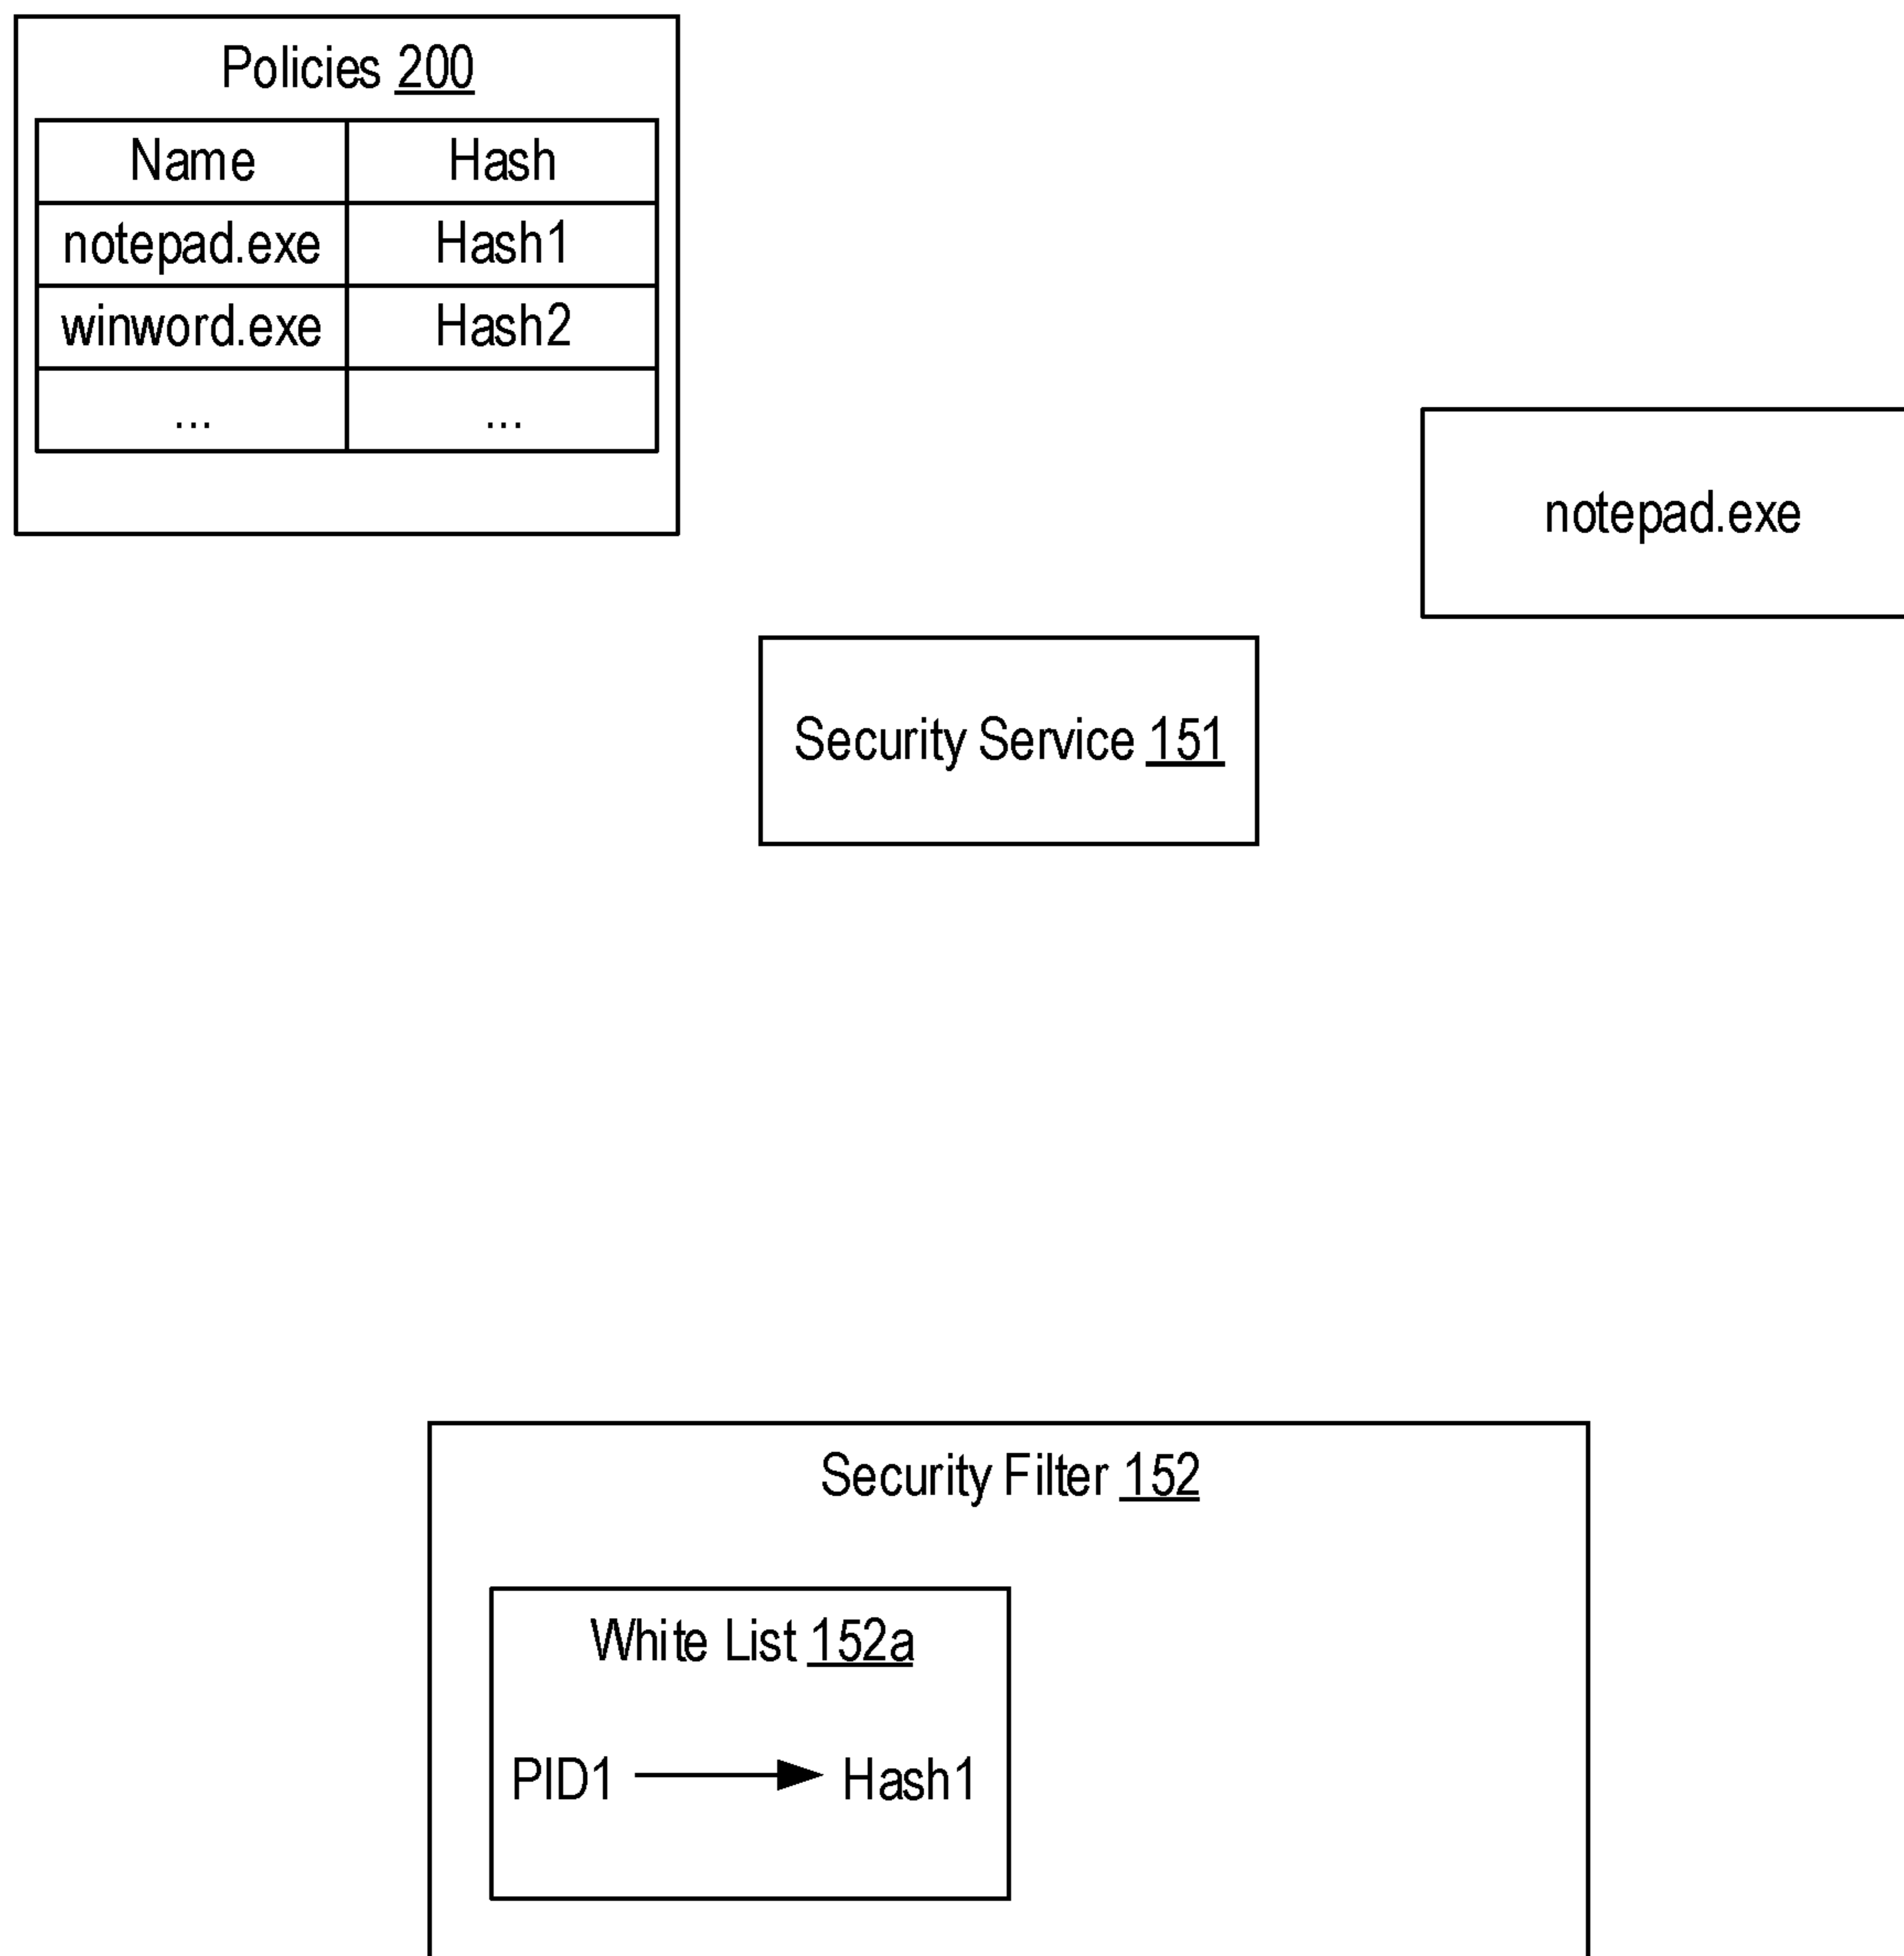 Policies 200
Name Hash
notepad.exe Hash1
winword.exe Hash2
... ...
notepad.exe
Security Service 151
Security Filter 152
White List 152a
PID1 Hash1